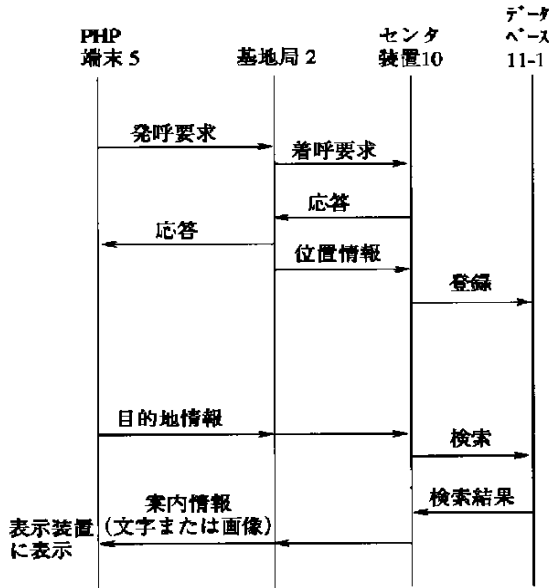 PHP
端末5
基地局2
センタ
装置10
データ
ベース
11-1
発呼要求
着呼要求
応答
応答
位置情報
登録
目的地情報
検索
案内情報
(文字または画像)
検索結果
表示装置
に表示